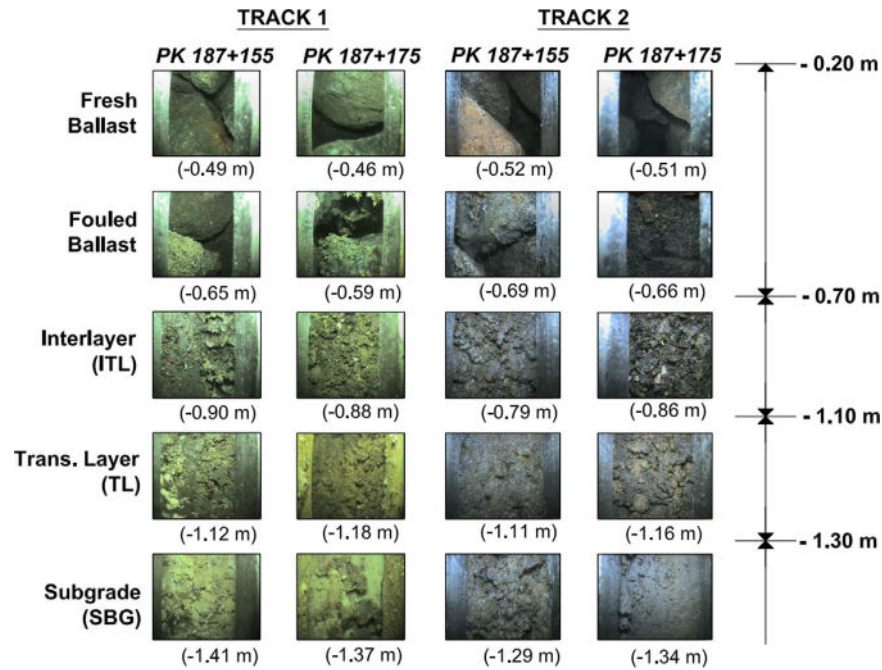 TRACK 1 TRACK 2
PK 187+155 PK 187+175 PK 187+155 PK 187+175
- 0.20 m
Fresh
Ballast
(-0.49 m) (-0.46 m) (-0.52 m) (-0.51 m)
Fouled
Ballast
(-0.65 m) (-0.59 m) (-0.69 m) (-0.66 m)
- 0.70 m
Interlayer
(ITL)
(-0.90 m) (-0.88 m) (-0.79 m) (-0.86 m)
- 1.10 m
Trans. Layer
(TL)
(-1.12 m) (-1.18 m) (-1.11 m) (-1.16 m)
- 1.30 m
Subgrade
(SBG)
(-1.41 m) (-1.37 m) (-1.29 m) (-1.34 m)